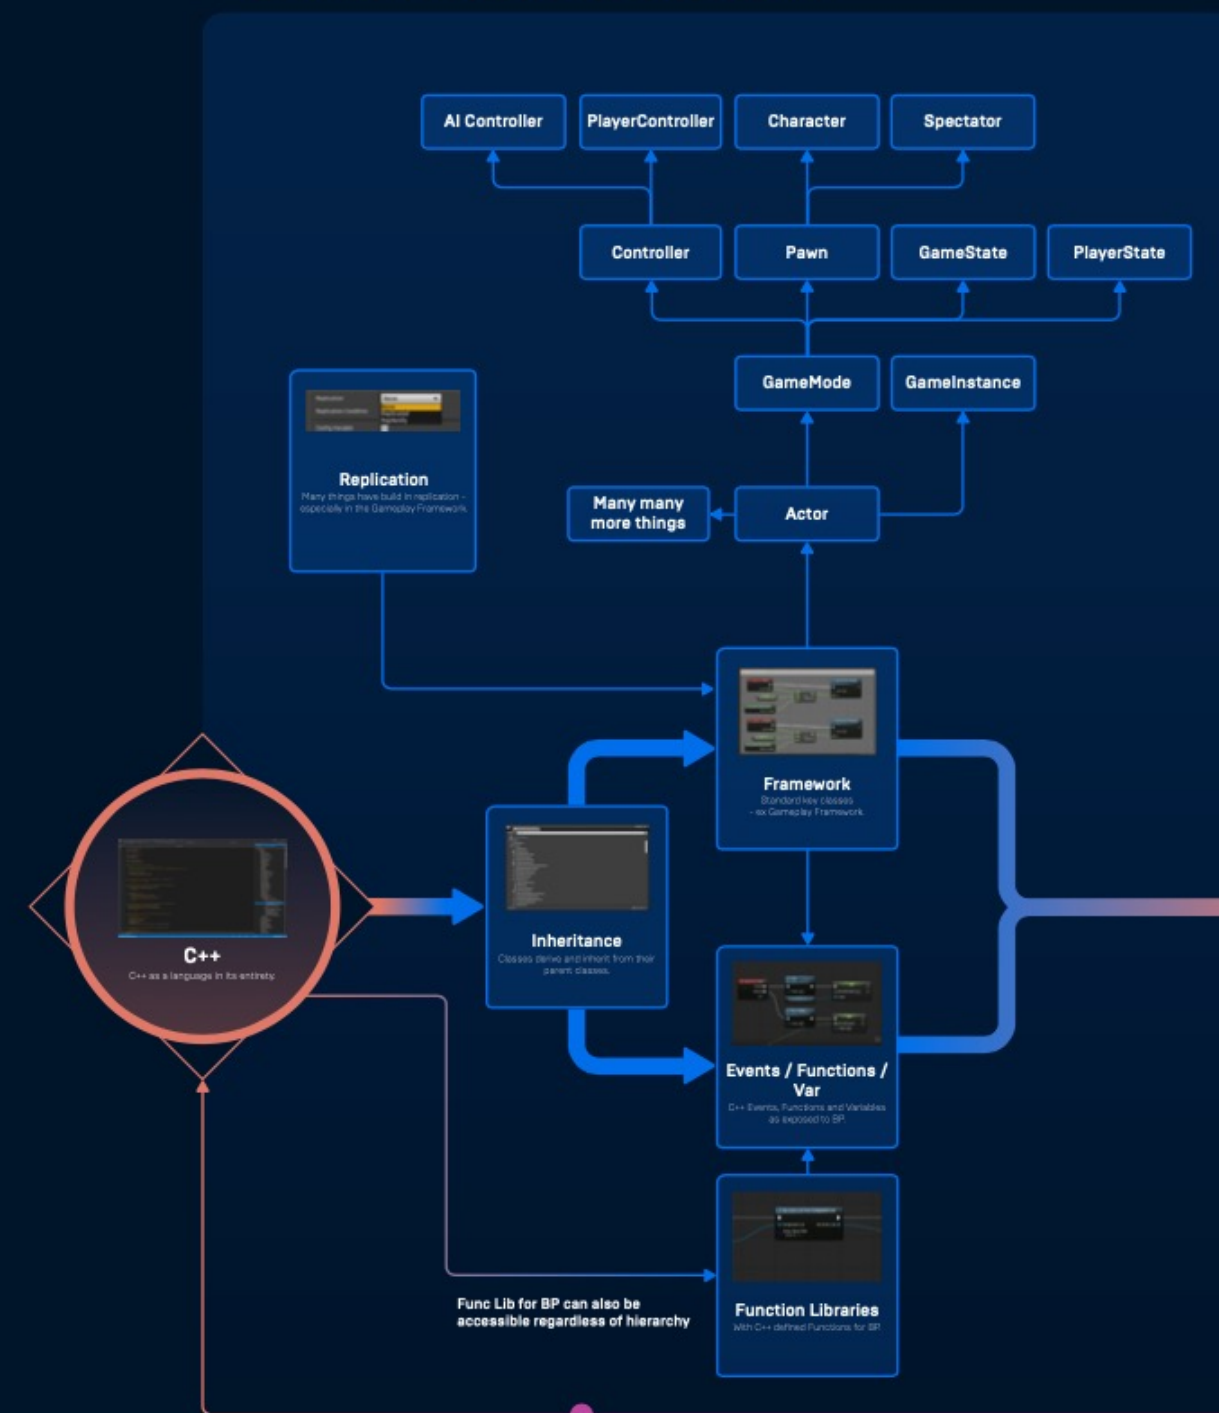 AI Controller
PlayerController
Character
Spectator
Controller
Pawn
GameState
PlayerState
GameMode
GameInstance
Replication
Many things have build in replication -
especially in the Gameplay Framework
Many many
more things
Actor
Framework
Standard key classes
- ex Gameplay Framework
Inheritance
Classes derive and inherit from their
parent classes.
C++
C++ as a language in its entirety.
Events / Functions /
Var
C++ Events, Functions and Variables
as exposed to BP.
Func Lib for BP can also be
accessible regardless of hierarchy
Function Libraries
With C++ defined Functions for BP.